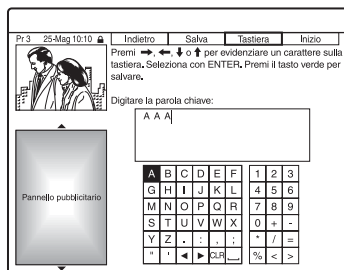 Pr 3 25-Mag 10:10
Indietro Salva Tastiera Inizio
Premi →, ←, ↓ o ↑ per evidenziare un carattere sulla
tastiera. Seleziona con ENTER. Premi il tasto verde per
salvare.
Digitare la parola chiave:
A A A
A B C D E F 1 2 3
G H I J K L 4 5 6
M N O P Q R 7 8 9
S T U V W X 0 + -
Y Z . : , ; * / =
" ' ◄ ► CLR ⎵ % < >
Pannello pubblicitario